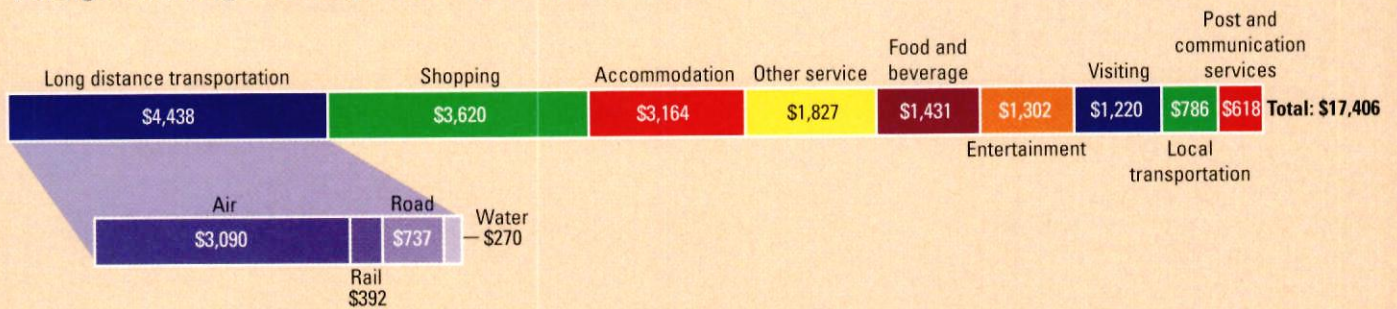 Post and
communication
services
Food and
beverage
Long distance transportation
Shopping
Accommodation
Other service
Visiting
$4,438
$3,620
$3,164
$1,827
$1,431
$1,302
$1,220
$786
$618
Total: $17,406
Entertainment
Local
transportation
Air
Road
Water
$270
$3,090
$737
Rail
$392